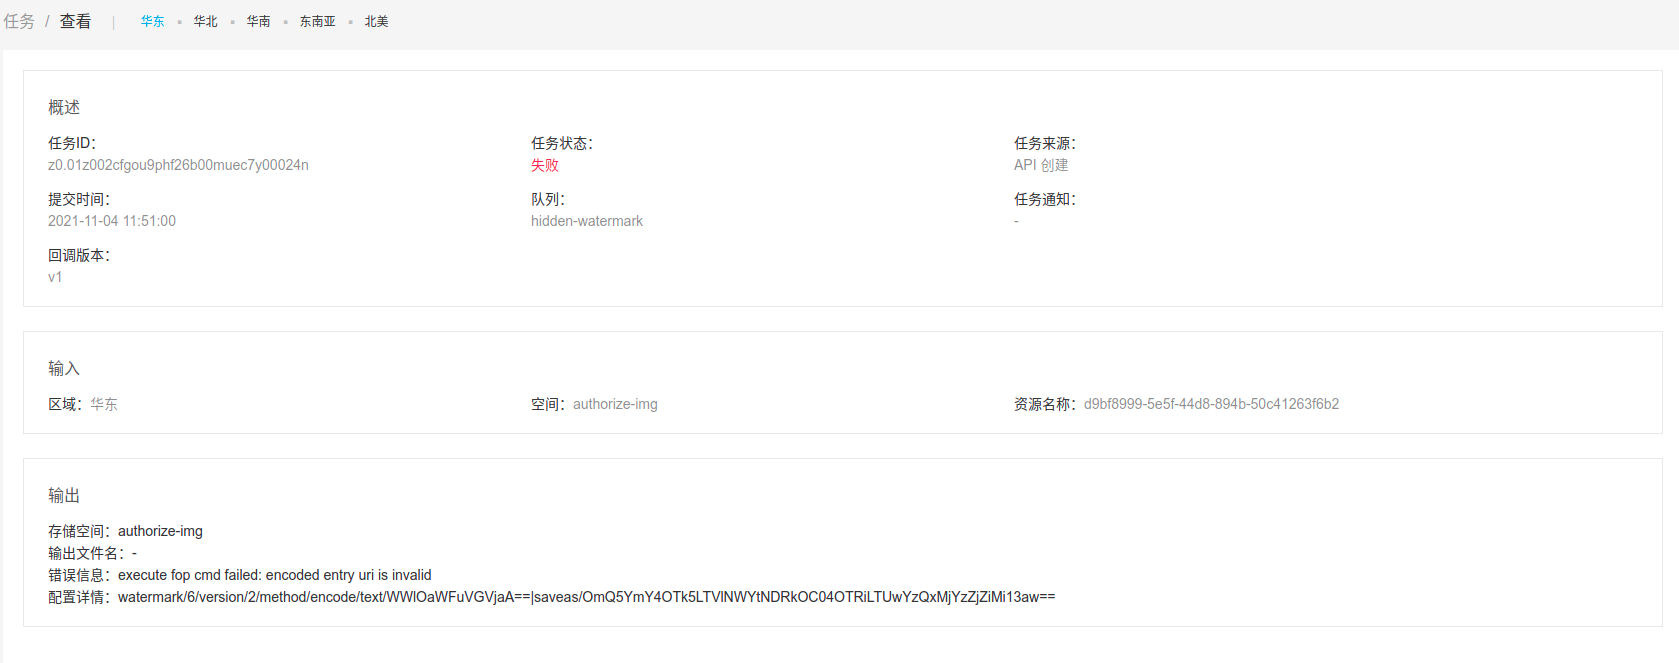 任务 / 查看 | 华东 ▪ 华北 ▪ 华南 ▪ 东南亚 ▪ 北美
概述
任务ID： 任务状态： 任务来源：
z0.01z002cfgou9phf26b00muec7y00024n 失败 API 创建
提交时间： 队列： 任务通知：
2021-11-04 11:51:00 hidden-watermark -
回调版本：
v1
输入
区域：华东 空间：authorize-img 资源名称：d9bf8999-5e5f-44d8-894b-50c41263f6b2
输出
存储空间：authorize-img
输出文件名：-
错误信息：execute fop cmd failed: encoded entry uri is invalid
配置详情：watermark/6/version/2/method/encode/text/WWlOaWFuVGVjaA==|saveas/OmQ5YmY4OTk5LTVlNWYtNDRkOC04OTRiLTUwYzQxMjYzZjZiMi13aw==